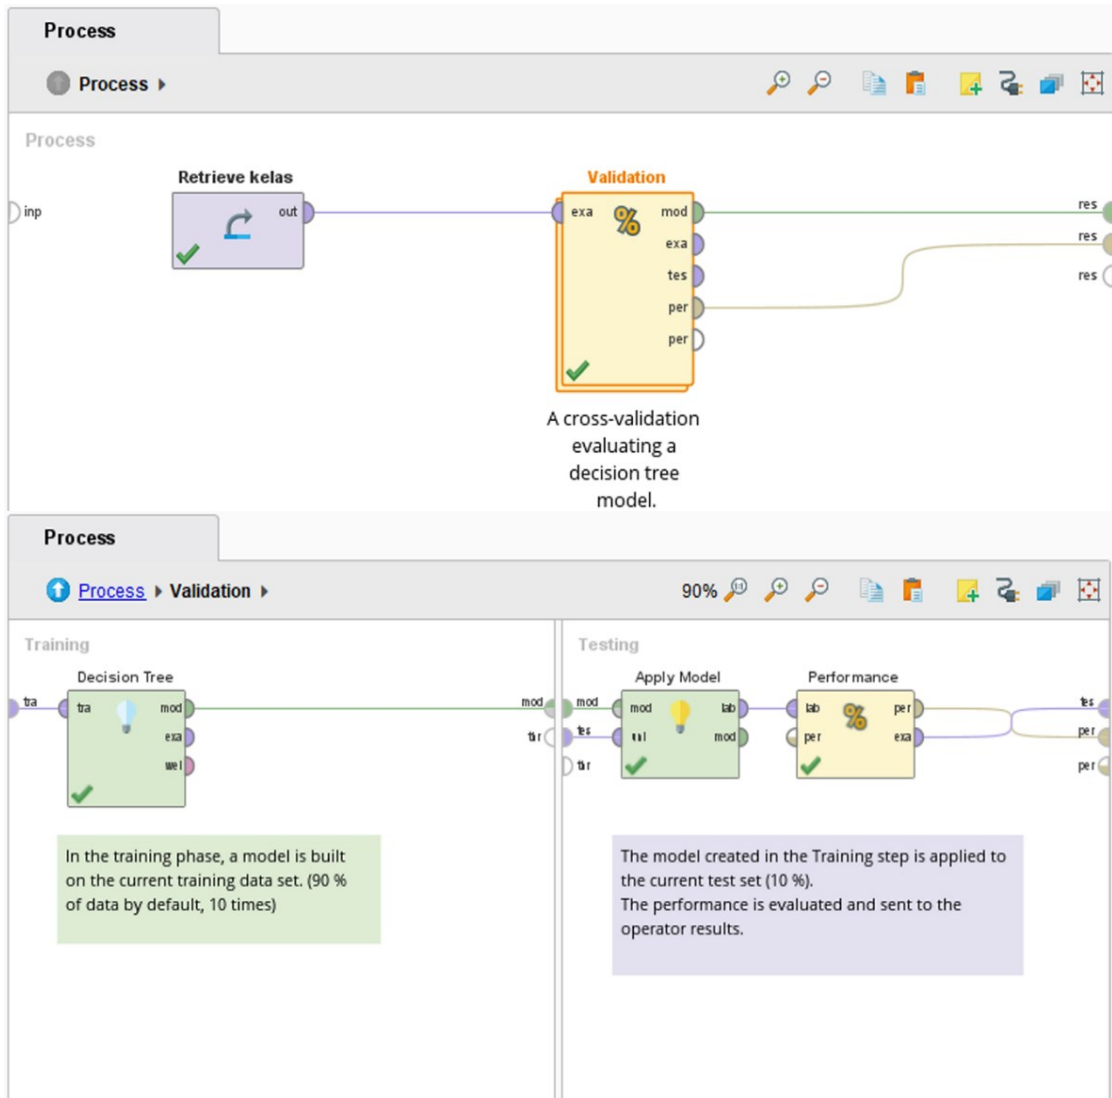 Process
Process
Process
Retrieve kelas
Validation
inp
out
exa
mod
res
exa
res
tes
res
per
per
A cross-validation
evaluating a
decision tree
model.
Process
Process
Validation
90%
Training
Testing
Decision Tree
Apply Model
Performance
tra
tra
mod
mod
mod
mod
lab
lab
per
tes
exa
thr
tes
unl
mod
per
exa
per
wei
thr
per
In the training phase, a model is built
on the current training data set. (90 %
of data by default, 10 times)
The model created in the Training step is applied to
the current test set (10 %).
The performance is evaluated and sent to the
operator results.